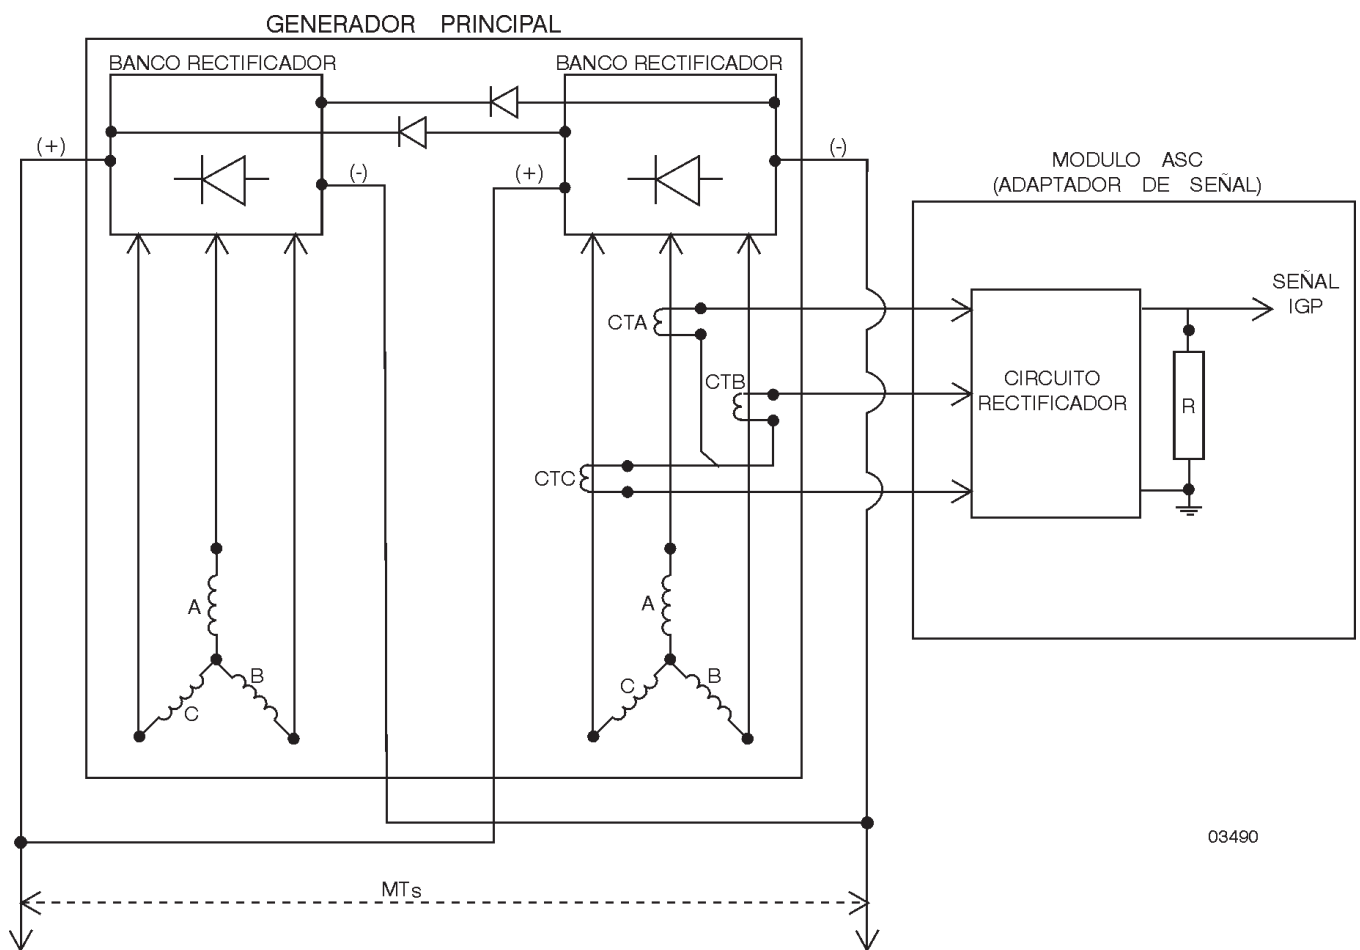 GENERADOR PRINCIPAL
BANCO RECTIFICADOR
BANCO RECTIFICADOR
(+)
(-)
(+)
(-)
MODULO ASC
(ADAPTADOR DE SEÑAL)
SEÑAL
IGP
CTA
CTB
CTC
CIRCUITO
RECTIFICADOR
R
A
B
C
A
C
B
03490
MTs